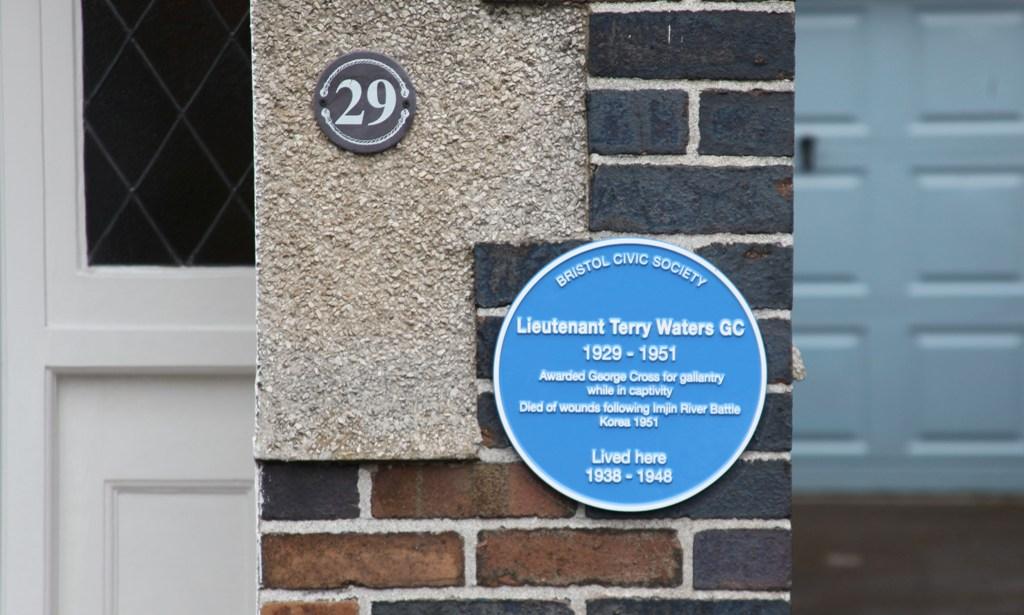 29
BRISTOL CIVIC SOCIETY
Lieutenant Terry Waters GC
1929 - 1951
Awarded George Cross for gallantry
while in captivity
Died of wounds following Imjin River Battle
Korea 1951
Lived here
1938 - 1948